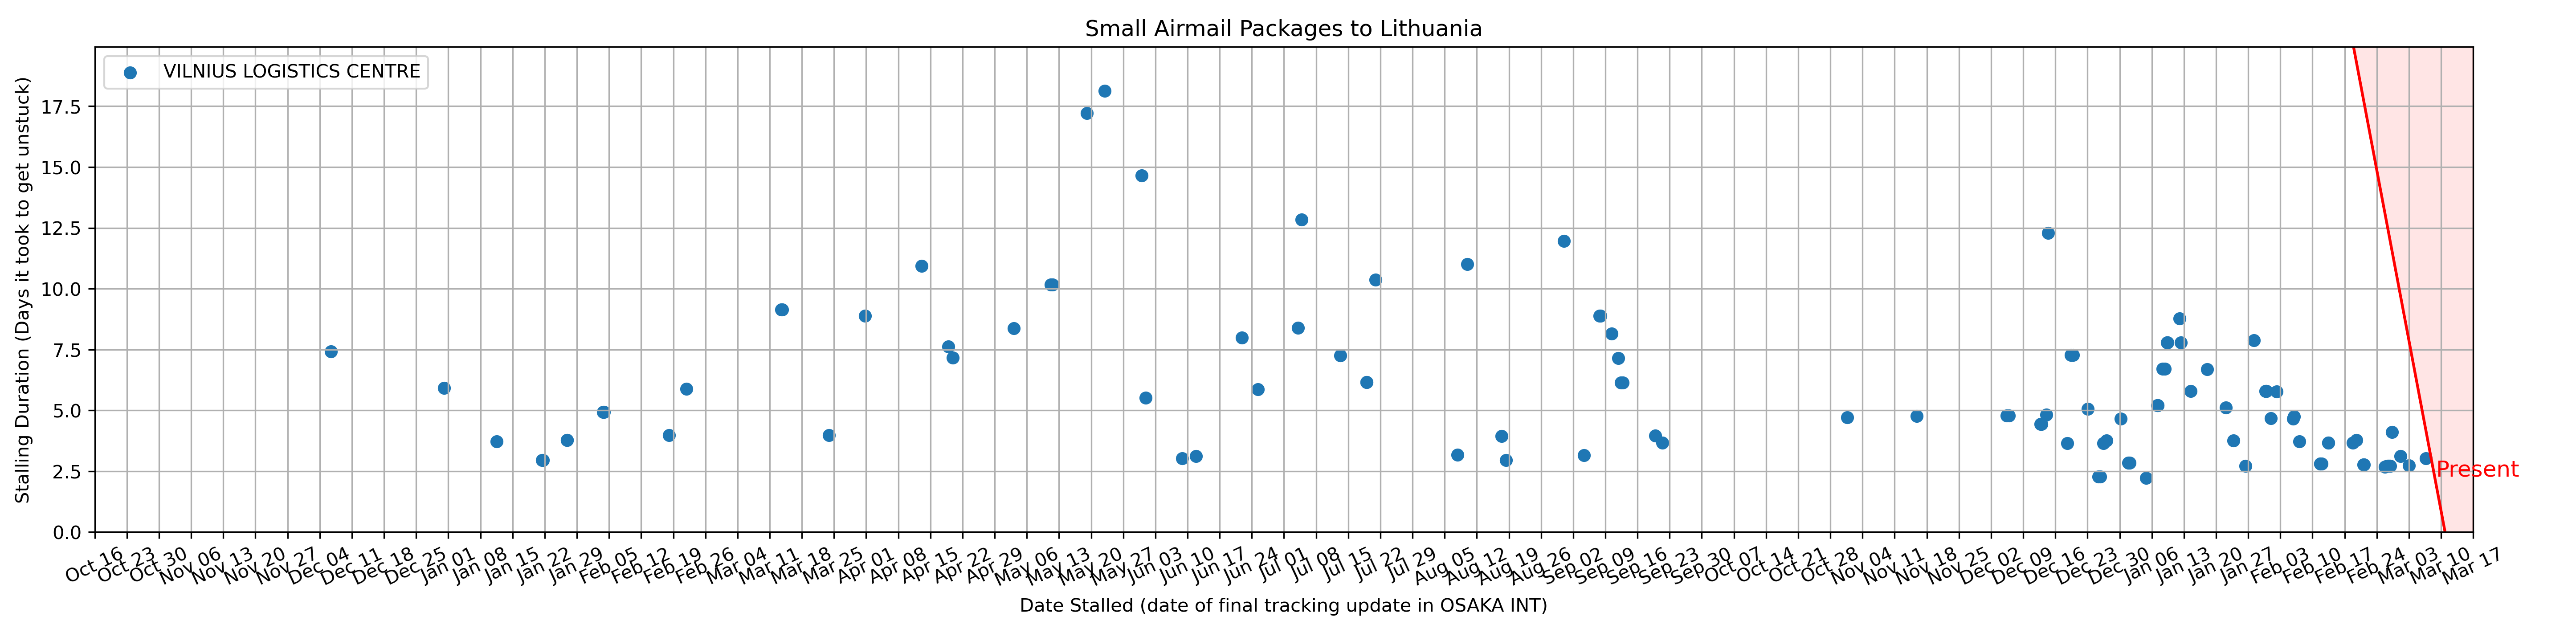 Small Airmail Packages to Lithuania
VILNIUS LOGISTICS CENTRE
Stalling Duration (Days it took to get unstuck)
17.5
15.0
12.5
10.0
7.5
5.0
2.5
0.0
Present
Oct 16
Oct 23
Oct 30
Nov 06
Nov 13
Nov 20
Nov 27
Dec 04
Dec 11
Dec 18
Dec 25
Jan 01
Jan 08
Jan 15
Jan 22
Jan 29
Feb 05
Feb 12
Feb 19
Feb 26
Mar 04
Mar 11
Mar 18
Mar 25
Apr 01
Apr 08
Apr 15
Apr 22
Apr 29
May 06
May 13
May 20
May 27
Jun 03
Jun 10
Jun 17
Jun 24
Jul 01
Jul 08
Jul 15
Jul 22
Jul 29
Aug 05
Aug 12
Aug 19
Aug 26
Sep 02
Sep 09
Sep 16
Sep 23
Sep 30
Oct 07
Oct 14
Oct 21
Oct 28
Nov 04
Nov 11
Nov 18
Nov 25
Dec 02
Dec 09
Dec 16
Dec 23
Dec 30
Jan 06
Jan 13
Jan 20
Jan 27
Feb 03
Feb 10
Feb 17
Feb 24
Mar 03
Mar 10
Mar 17
Date Stalled (date of final tracking update in OSAKA INT)